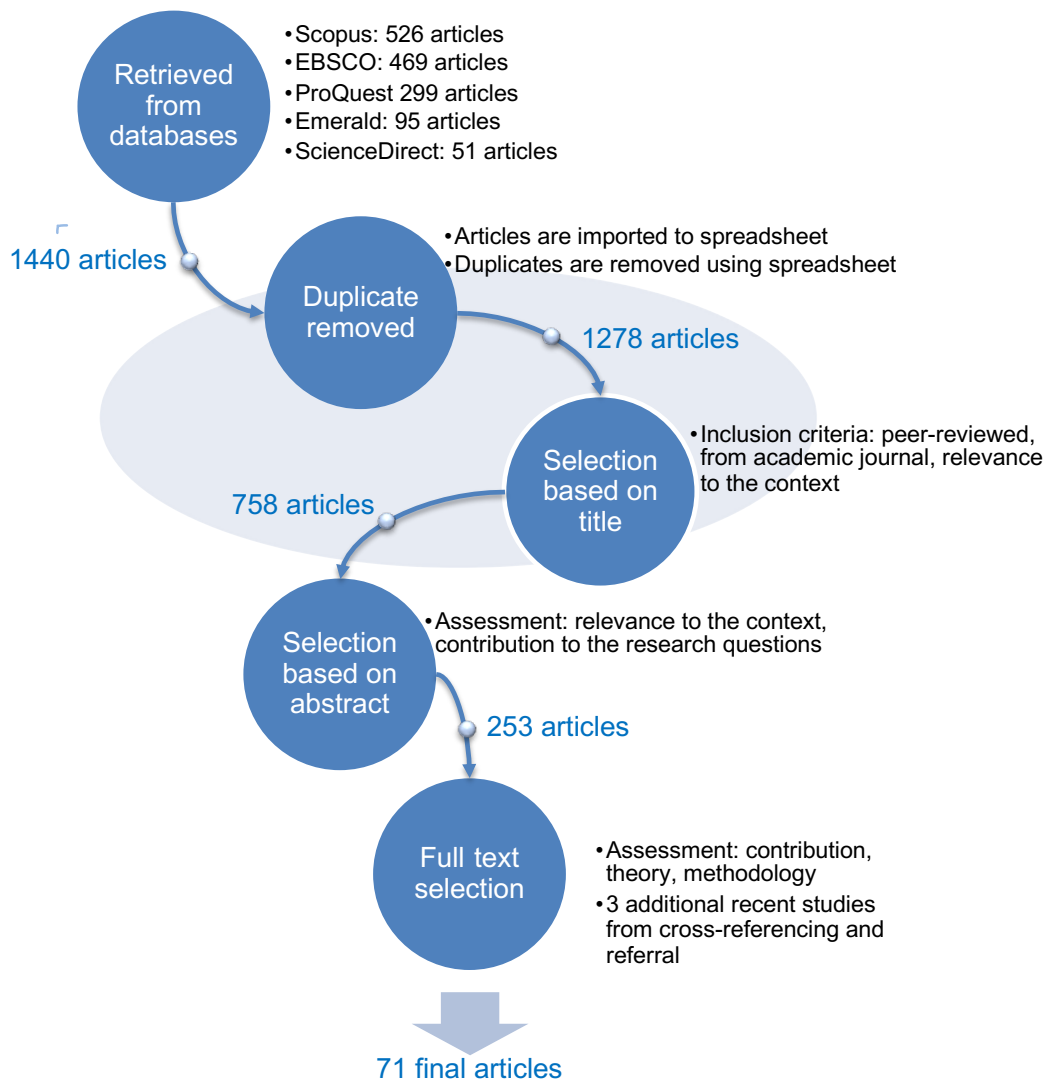 Retrieved
from
databases
•Scopus: 526 articles
•EBSCO: 469 articles
•ProQuest 299 articles
•Emerald: 95 articles
•ScienceDirect: 51 articles
1440 articles
Duplicate
removed
•Articles are imported to spreadsheet
•Duplicates are removed using spreadsheet
1278 articles
Selection
based on
title
•Inclusion criteria: peer-reviewed,
from academic journal, relevance
to the context
758 articles
Selection
based on
abstract
•Assessment: relevance to the context,
contribution to the research questions
253 articles
Full text
selection
•Assessment: contribution,
theory, methodology
•3 additional recent studies
from cross-referencing and
referral
71 final articles